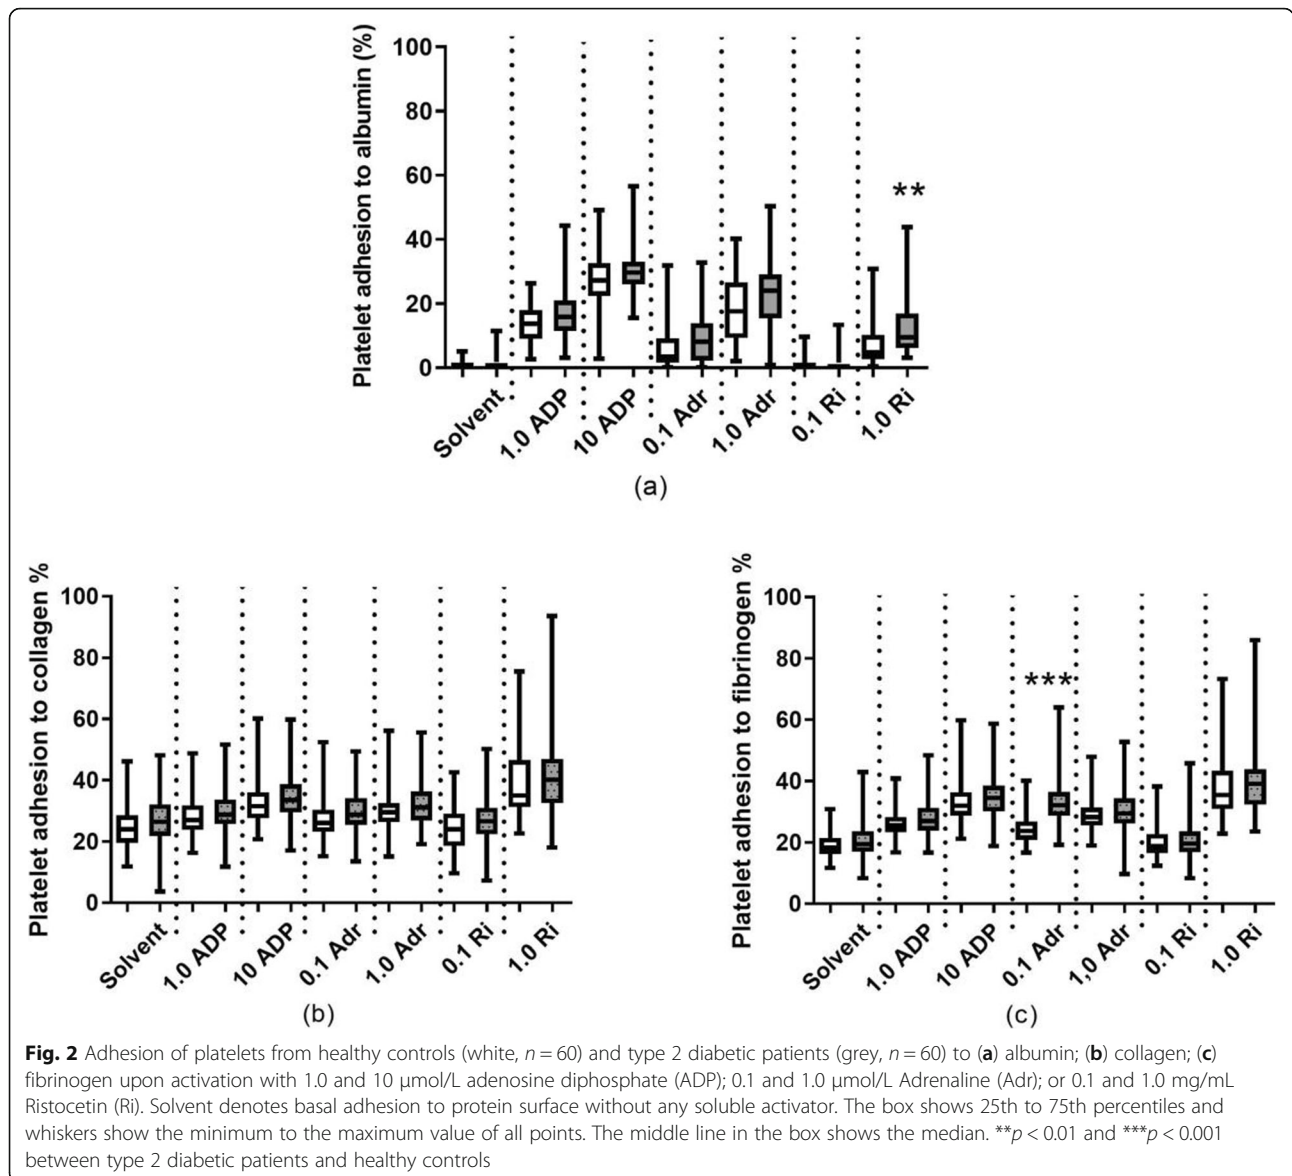 Platelet adhesion to albumin (%)
100
80
60
40
20
0
**
Solvent
1.0 ADP
10 ADP
0.1 Adr
1.0 Adr
0.1 Ri
1.0 Ri
(a)
Platelet adhesion to collagen %
100
80
60
40
20
0
Solvent
1.0 ADP
10 ADP
0.1 Adr
1.0 Adr
0.1 Ri
1.0 Ri
(b)
Platelet adhesion to fibrinogen %
100
80
60
40
20
0
***
Solvent
1.0 ADP
10 ADP
0.1 Adr
1,0 Adr
0.1 Ri
1.0 Ri
(c)
Fig. 2 Adhesion of platelets from healthy controls (white, n = 60) and type 2 diabetic patients (grey, n = 60) to (a) albumin; (b) collagen; (c)
fibrinogen upon activation with 1.0 and 10 μmol/L adenosine diphosphate (ADP); 0.1 and 1.0 μmol/L Adrenaline (Adr); or 0.1 and 1.0 mg/mL
Ristocetin (Ri). Solvent denotes basal adhesion to protein surface without any soluble activator. The box shows 25th to 75th percentiles and
whiskers show the minimum to the maximum value of all points. The middle line in the box shows the median. **p < 0.01 and ***p < 0.001
between type 2 diabetic patients and healthy controls